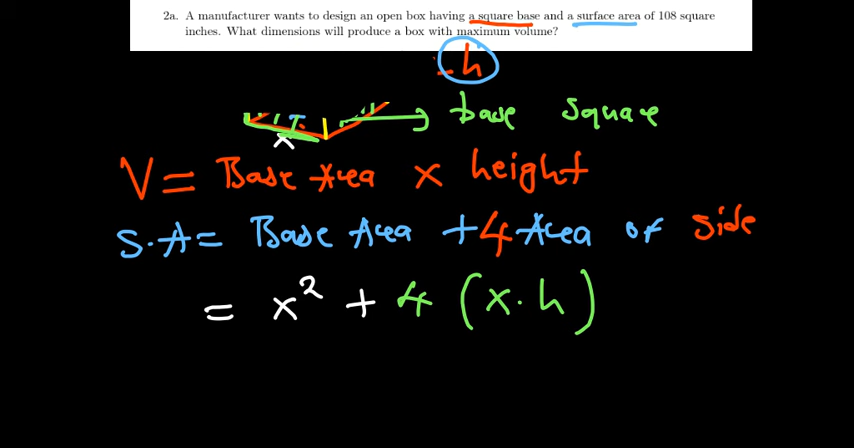 2a. A manufacturer wants to design an open box having a square base and a surface area of 108 square
inches. What dimensions will produce a box with maximum volume?
h
base square
x
V = Base Area × height
S.A = Base Area + 4 Area of side
= x² + 4 (x·h)